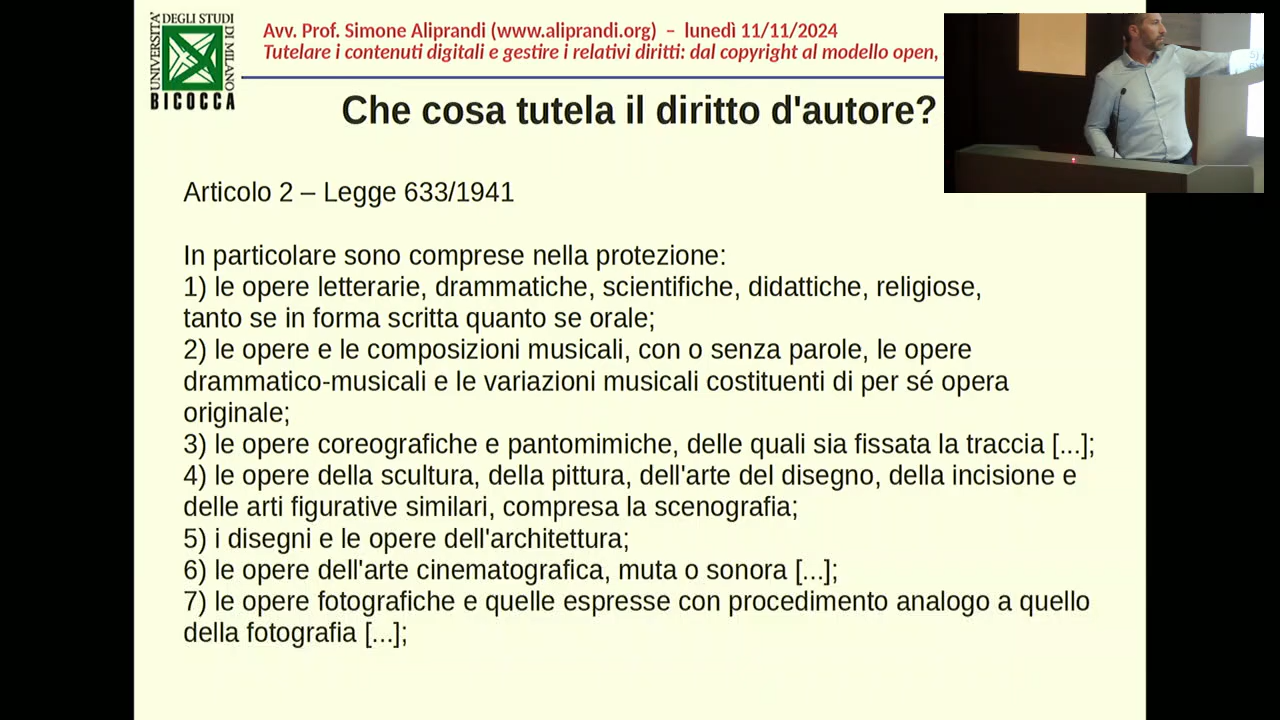 UNIVERSITA'
DEGLI STUDI
DI MILANO
BICOCCA
Avv. Prof. Simone Aliprandi (www.aliprandi.org) – lunedì 11/11/2024
Tutelare i contenuti digitali e gestire i relativi diritti: dal copyright al modello open,
Che cosa tutela il diritto d'autore?
Articolo 2 – Legge 633/1941
In particolare sono comprese nella protezione:
1) le opere letterarie, drammatiche, scientifiche, didattiche, religiose,
tanto se in forma scritta quanto se orale;
2) le opere e le composizioni musicali, con o senza parole, le opere
drammatico-musicali e le variazioni musicali costituenti di per sé opera
originale;
3) le opere coreografiche e pantomimiche, delle quali sia fissata la traccia [...];
4) le opere della scultura, della pittura, dell'arte del disegno, della incisione e
delle arti figurative similari, compresa la scenografia;
5) i disegni e le opere dell'architettura;
6) le opere dell'arte cinematografica, muta o sonora [...];
7) le opere fotografiche e quelle espresse con procedimento analogo a quello
della fotografia [...];